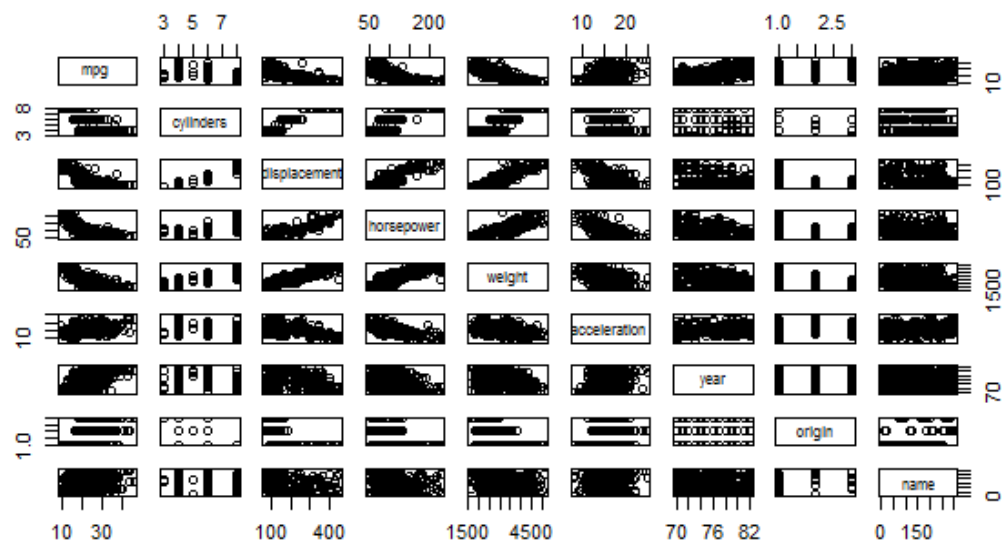 3 5 7 50 200 10 20 1.0 2.5
mpg 10
3 8 cylinders
displacement 100
50 horsepower
weight 1500
10 acceleration
year 70
1.0 origin
name 0
10 30 100 400 1500 4500 70 76 82 0 150